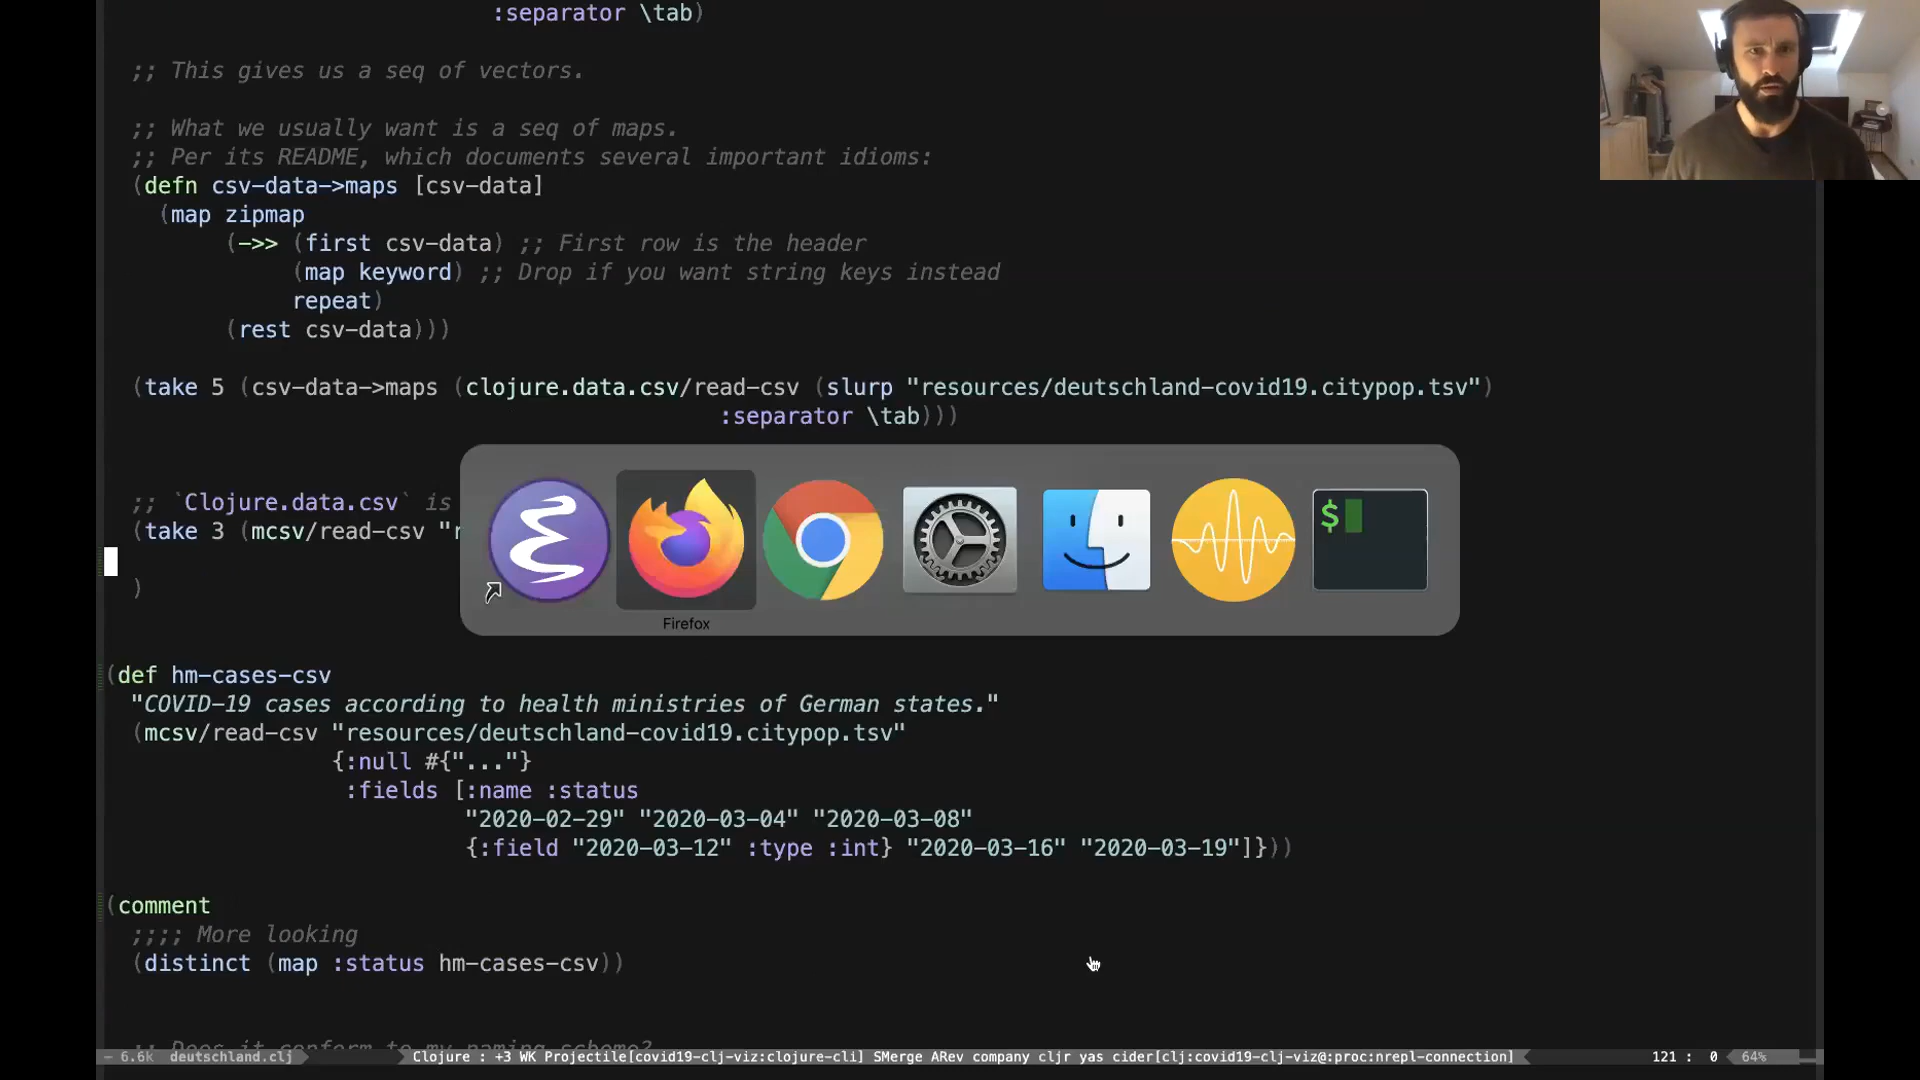 :separator \tab)
;; This gives us a seq of vectors.
;; What we usually want is a seq of maps.
;; Per its README, which documents several important idioms:
(defn csv-data->maps [csv-data]
(map zipmap
(->> (first csv-data) ;; First row is the header
(map keyword) ;; Drop if you want string keys instead
repeat)
(rest csv-data)))
(take 5 (csv-data->maps (clojure.data.csv/read-csv (slurp "resources/deutschland-covid19.citypop.tsv")
:separator \tab)))
;; `Clojure.data.csv` is
(take 3 (mcsv/read-csv "r
$
)
Firefox
(def hm-cases-csv
"COVID-19 cases according to health ministries of German states."
(mcsv/read-csv "resources/deutschland-covid19.citypop.tsv"
{:null #{"..."}
:fields [:name :status
"2020-02-29" "2020-03-04" "2020-03-08"
{:field "2020-03-12" :type :int} "2020-03-16" "2020-03-19"]}))
(comment
;;;; More looking
(distinct (map :status hm-cases-csv))
;; Does it conform to my naming scheme?
– 6.6k deutschland.clj Clojure : +3 WK Projectile[covid19-clj-viz:clojure-cli] SMerge ARev company cljr yas cider[clj:covid19-clj-viz@:proc:nrepl-connection] 121 : 0 64%